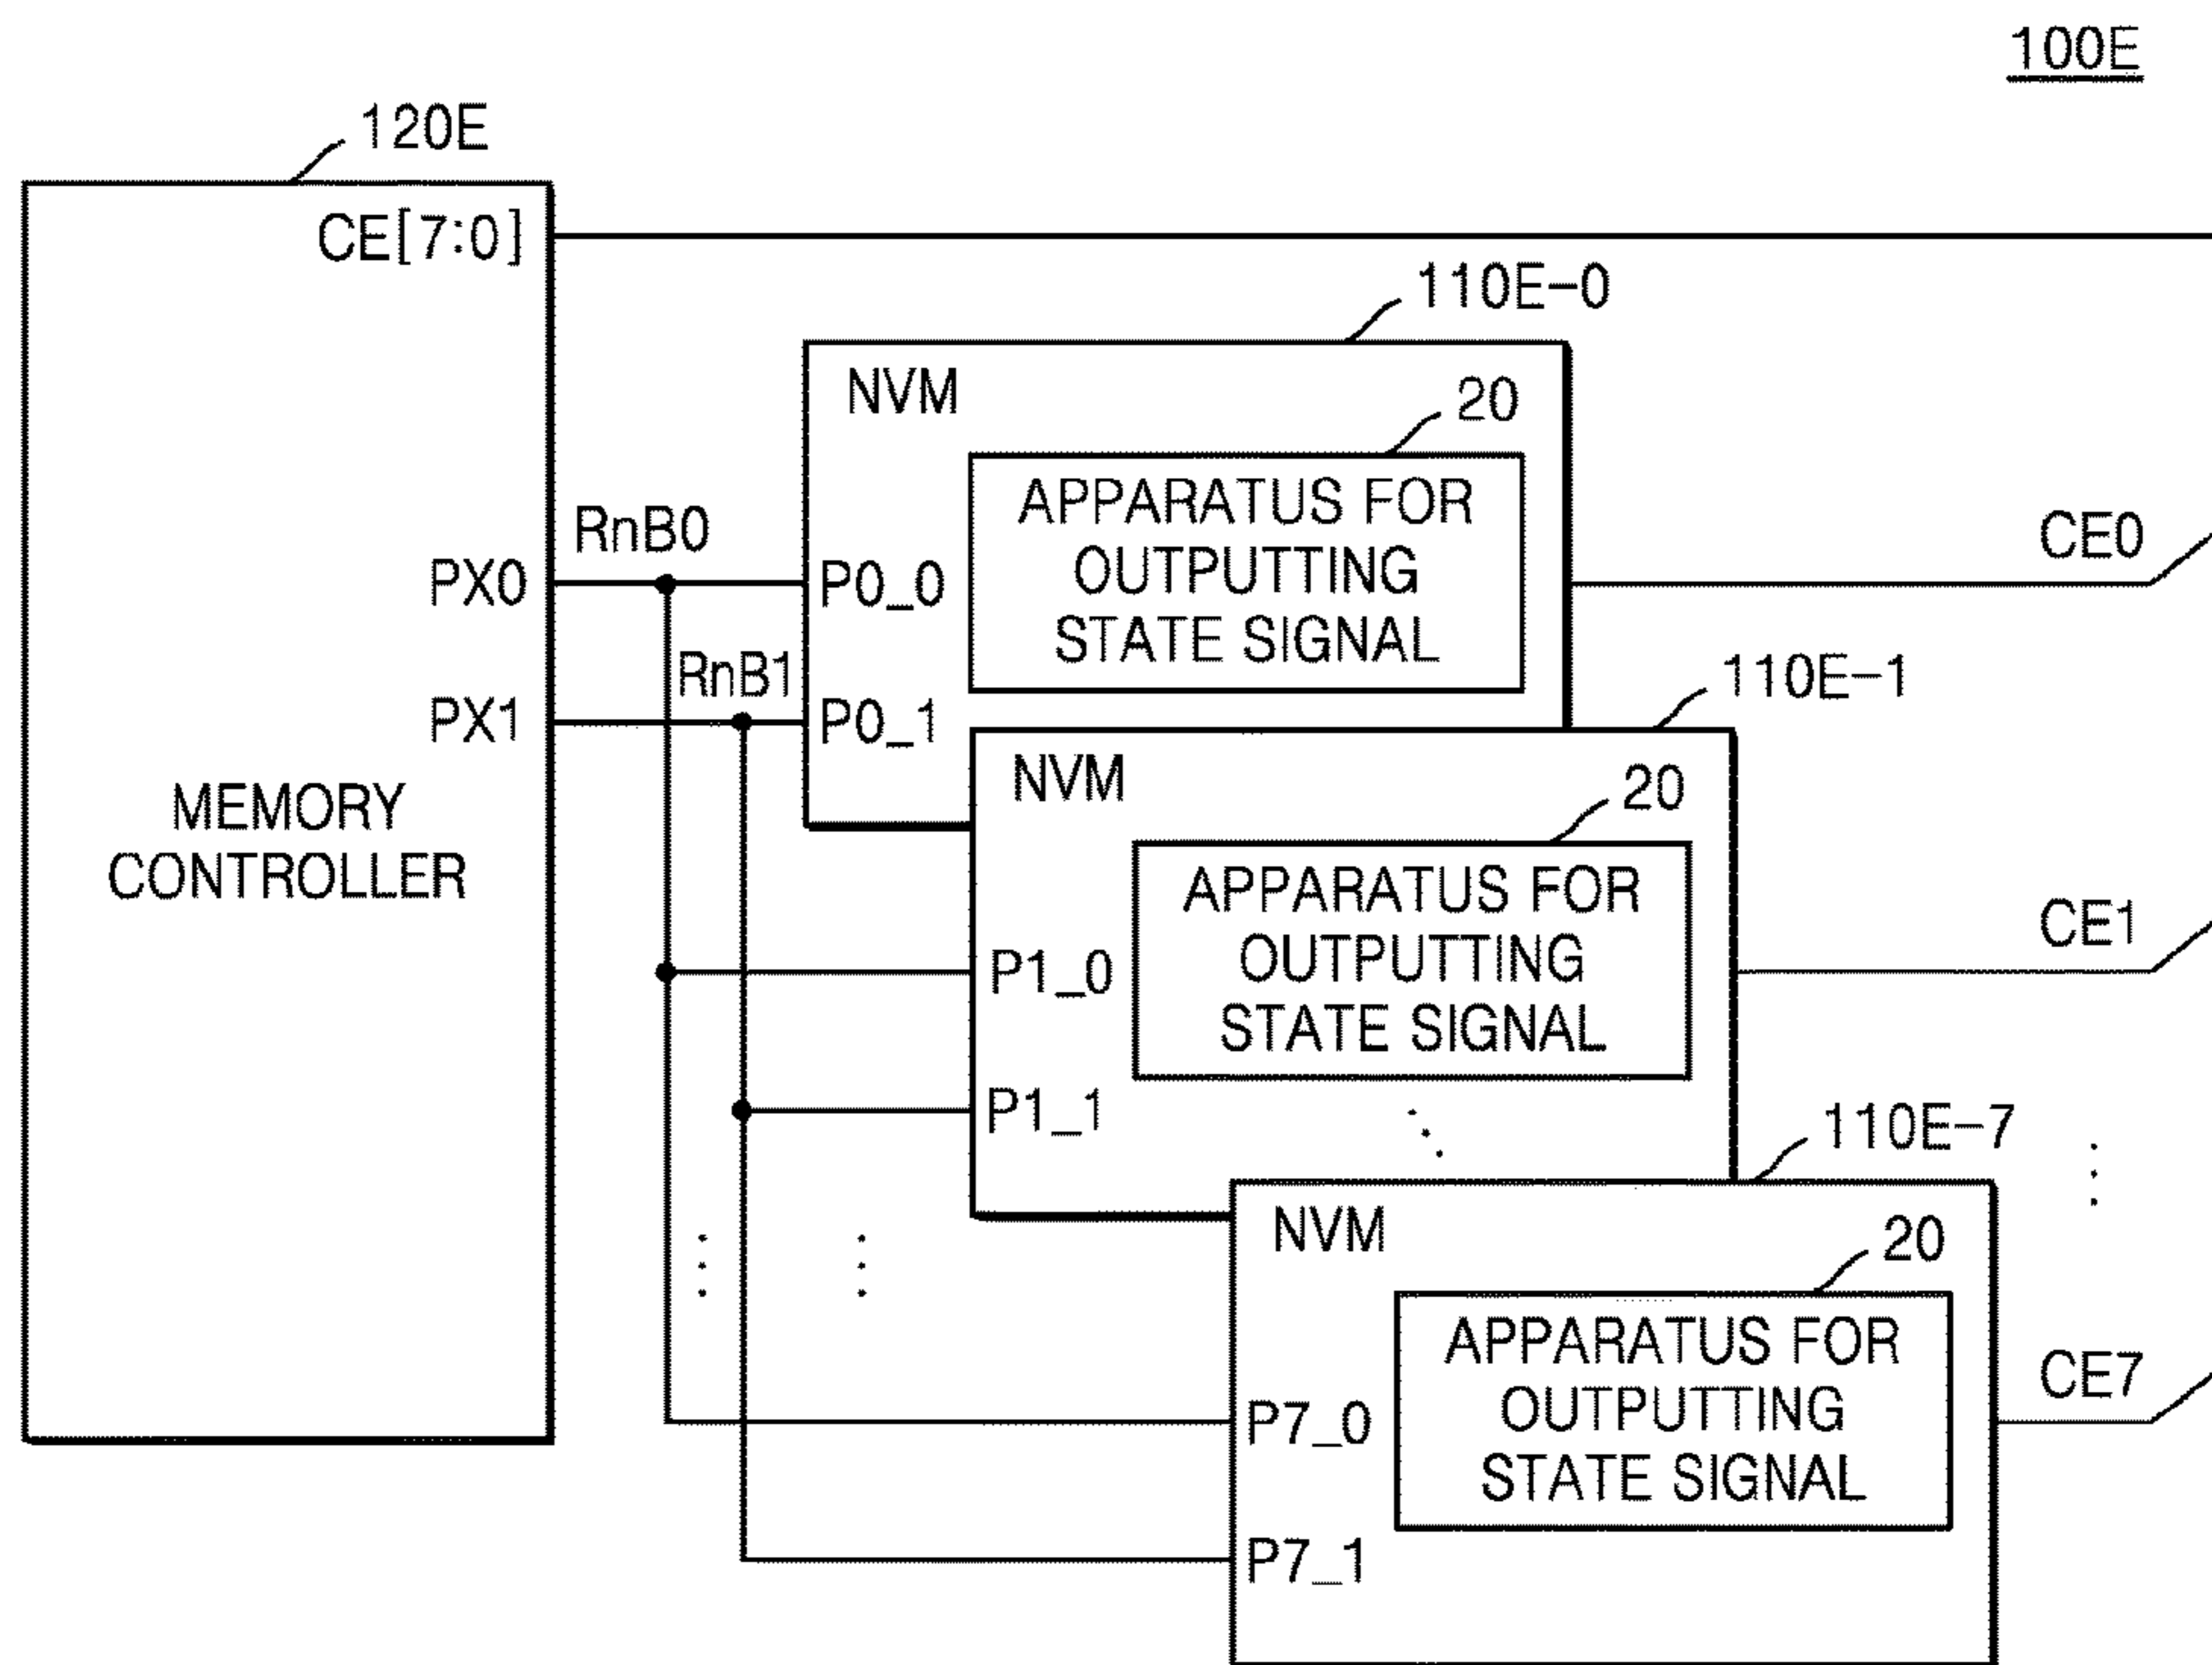 100E
120E
CE[7:0]
110E-0
NVM
20
APPARATUS FOR
OUTPUTTING
STATE SIGNAL
CE0
RnB0
PX0
P0_0
RnB1
PX1
P0_1
110E-1
MEMORY
CONTROLLER
NVM
20
APPARATUS FOR
OUTPUTTING
STATE SIGNAL
CE1
P1_0
P1_1
110E-7
NVM
20
APPARATUS FOR
OUTPUTTING
STATE SIGNAL
CE7
P7_0
P7_1